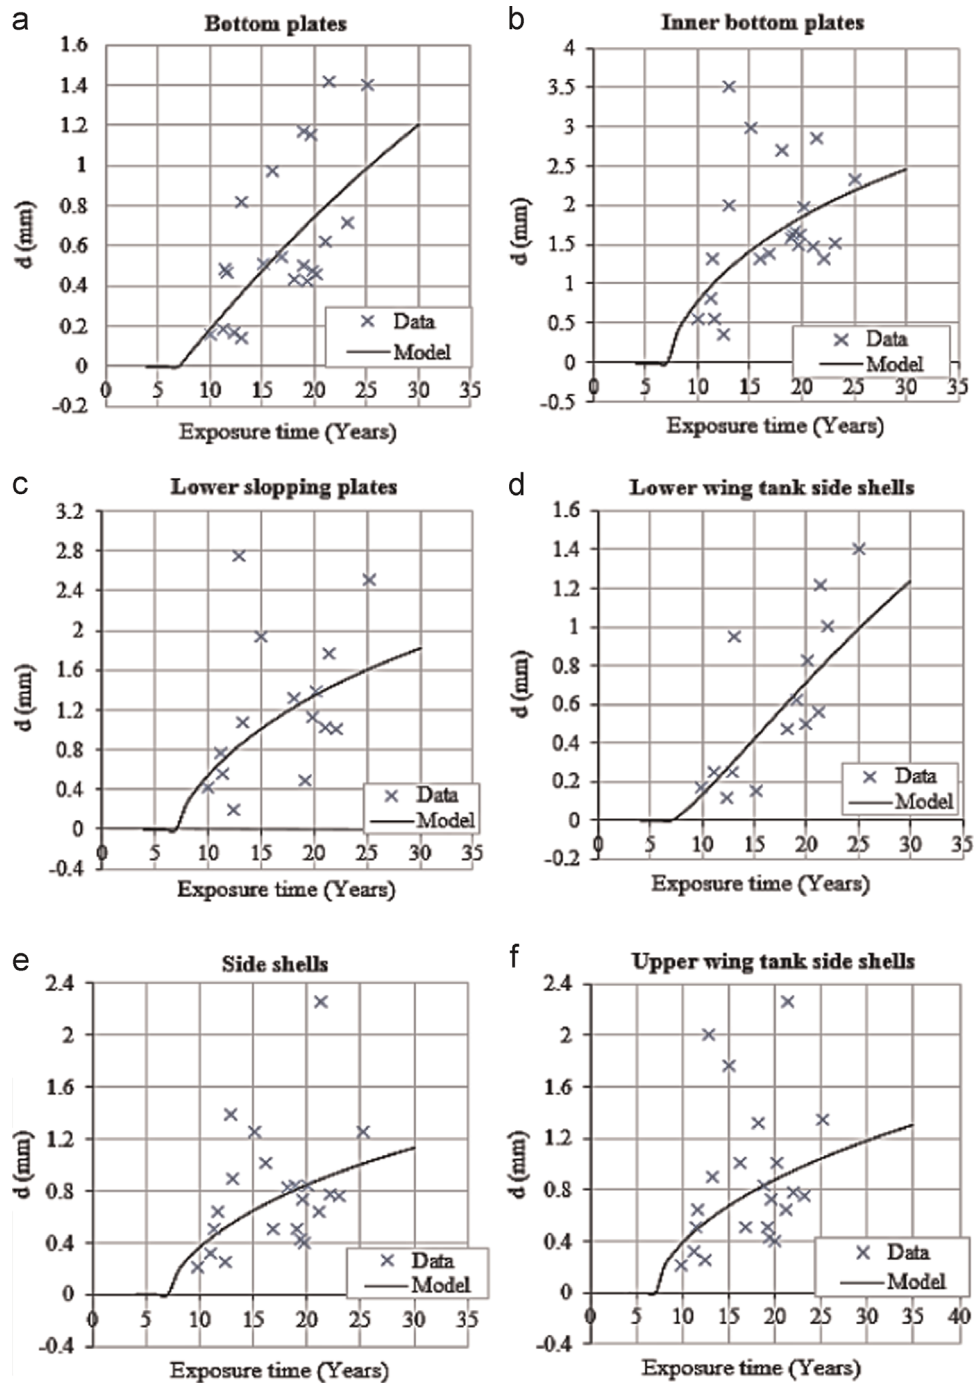 a
Bottom plates
1.6
1.4
1.2
1
0.8
0.6
0.4
0.2
0
-0.2
d (mm)
0 5 10 15 20 25 30 35
Data
Model
Exposure time (Years)
b
Inner bottom plates
4
3.5
3
2.5
2
1.5
1
0.5
0
-0.5
d (mm)
0 5 10 15 20 25 30 35
Data
Model
Exposure time (Years)
c
Lower slopping plates
3.2
2.8
2.4
2
1.6
1.2
0.8
0.4
0
-0.4
d (mm)
0 5 10 15 20 25 30 35
Data
Model
Exposure time (Years)
d
Lower wing tank side shells
1.6
1.4
1.2
1
0.8
0.6
0.4
0.2
0
-0.2
d (mm)
0 5 10 15 20 25 30 35
Data
Model
Exposure time (Years)
e
Side shells
2.4
2
1.6
1.2
0.8
0.4
0
-0.4
d (mm)
0 5 10 15 20 25 30 35
Data
Model
Exposure time (Years)
f
Upper wing tank side shells
2.4
2
1.6
1.2
0.8
0.4
0
-0.4
d (mm)
0 5 10 15 20 25 30 35 40
Data
Model
Exposure time (Years)